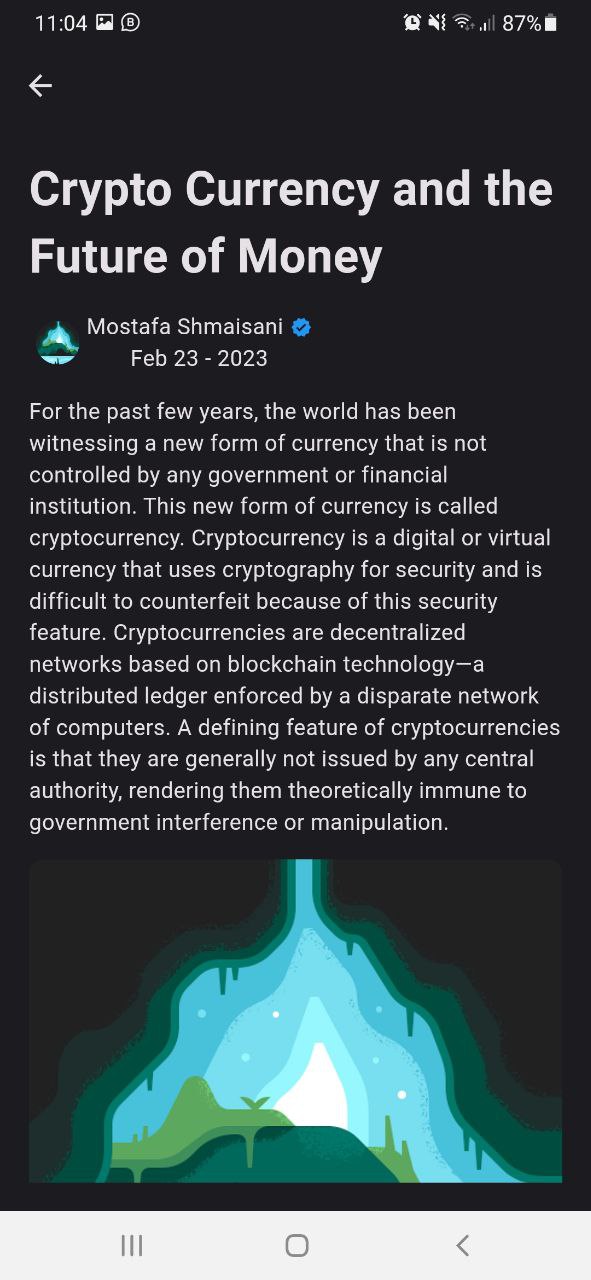 11:04
87%
Crypto Currency and the
Future of Money
Mostafa Shmaisani
Feb 23 - 2023
For the past few years, the world has been
witnessing a new form of currency that is not
controlled by any government or financial
institution. This new form of currency is called
cryptocurrency. Cryptocurrency is a digital or virtual
currency that uses cryptography for security and is
difficult to counterfeit because of this security
feature. Cryptocurrencies are decentralized
networks based on blockchain technology—a
distributed ledger enforced by a disparate network
of computers. A defining feature of cryptocurrencies
is that they are generally not issued by any central
authority, rendering them theoretically immune to
government interference or manipulation.